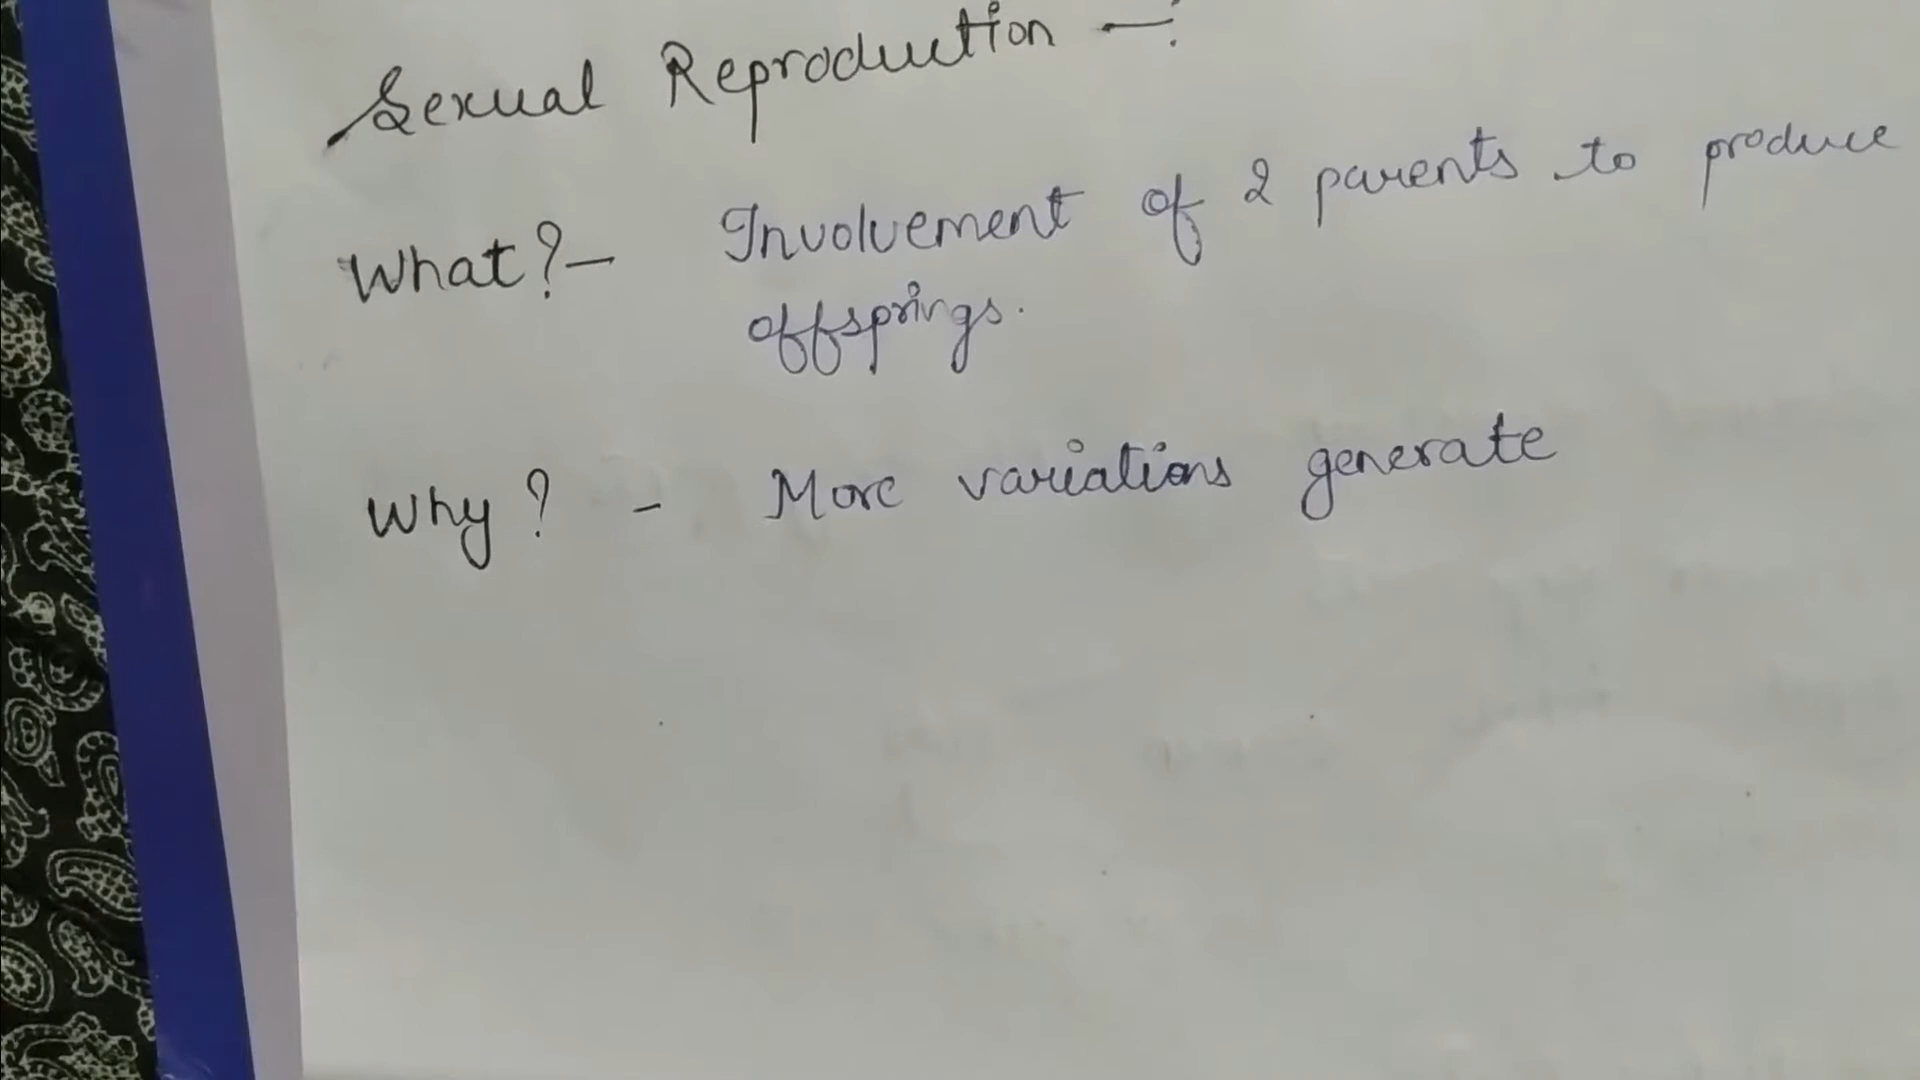 Sexual Reproduction —:
What? — Involvement of 2 parents to produce
offsprings.
Why? - More variations generate